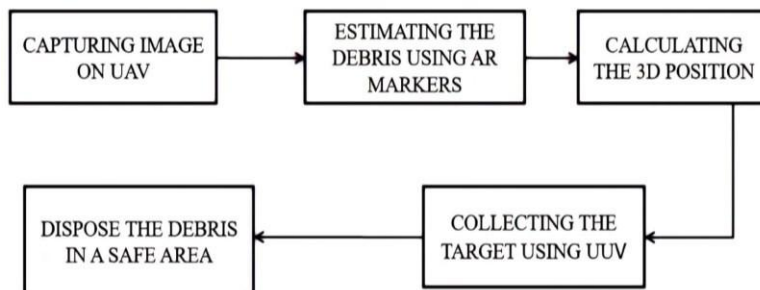 CAPTURING IMAGE
ON UAV
ESTIMATING THE
DEBRIS USING AR
MARKERS
CALCULATING
THE 3D POSITION
COLLECTING THE
TARGET USING UUV
DISPOSE THE DEBRIS
IN A SAFE AREA